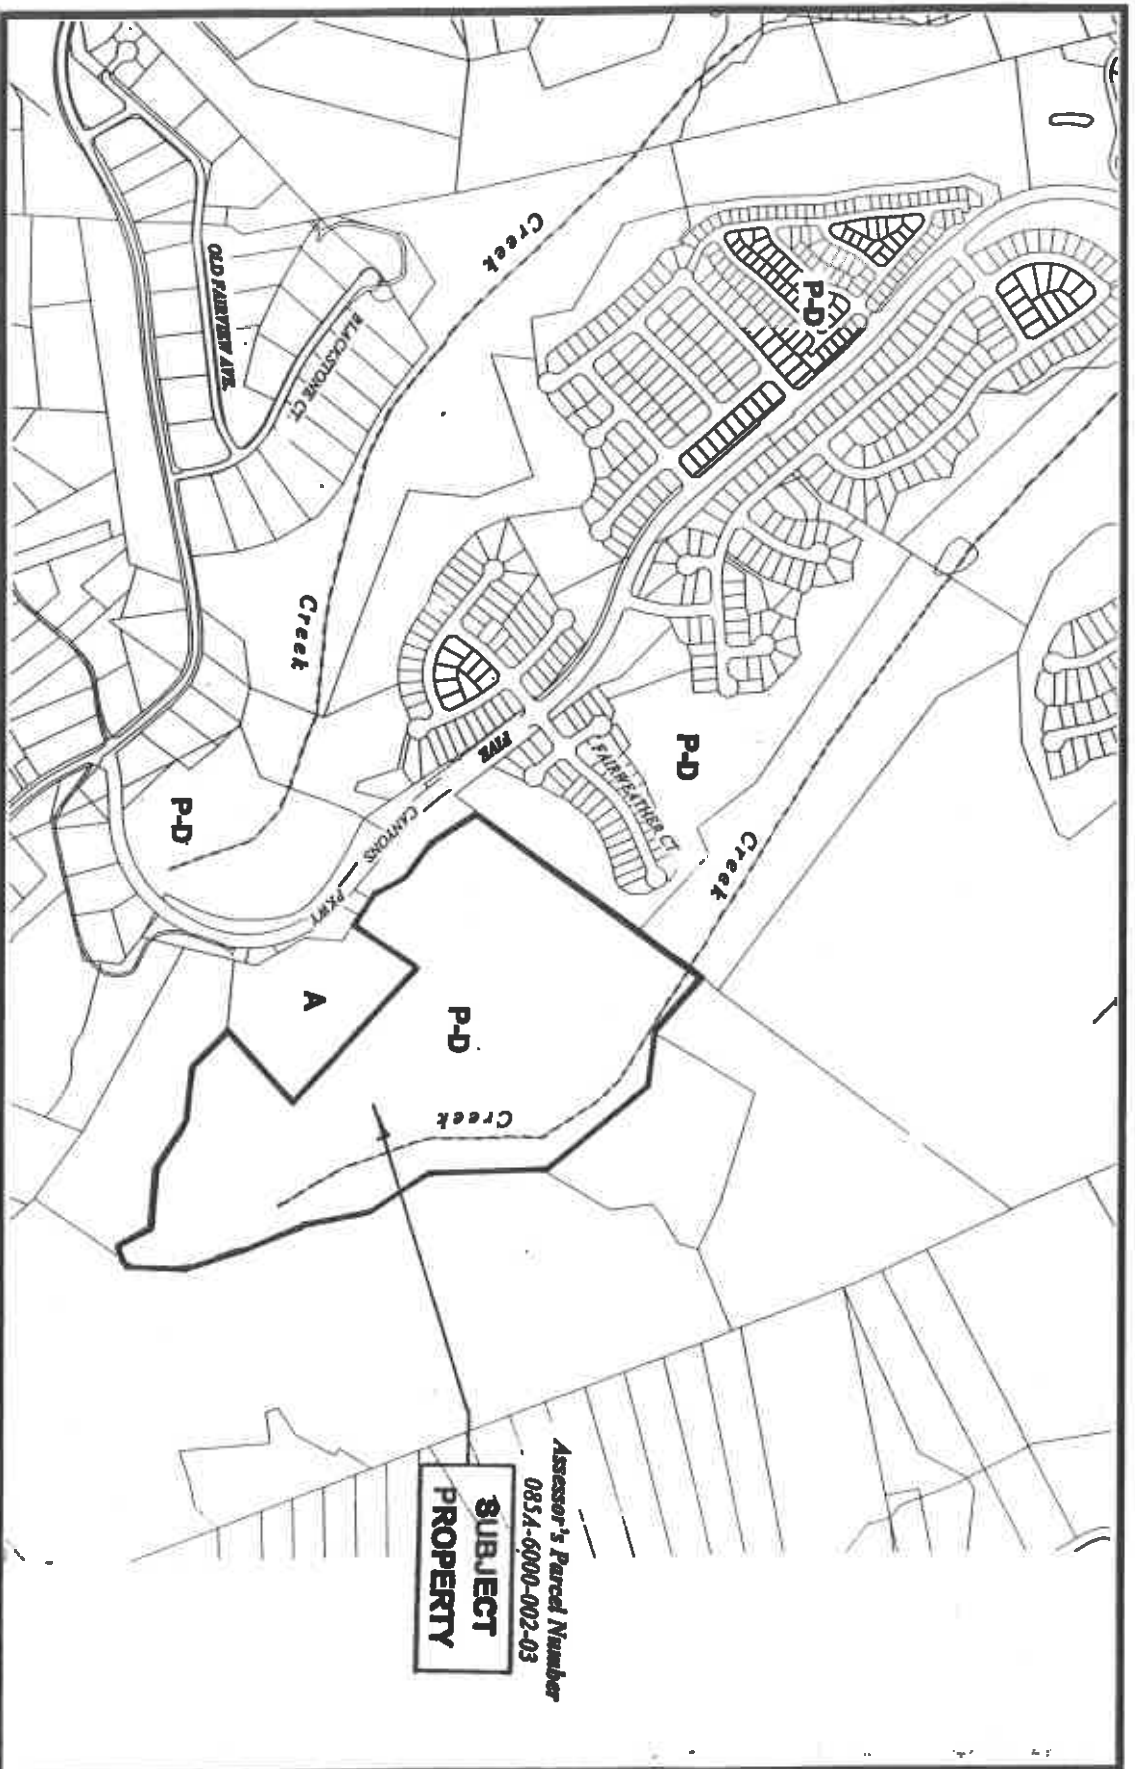 Creek
P-D
OLD FAIRVIEW AVE.
BLACKSTONE CT.
Creek
P-D
FIVE
CANYONS
PKWY
FAIRWEATHER CT
P-D
Creek
A
P-D
Creek
Assessor's Parcel Number
085A-6000-002-03
SUBJECT
PROPERTY